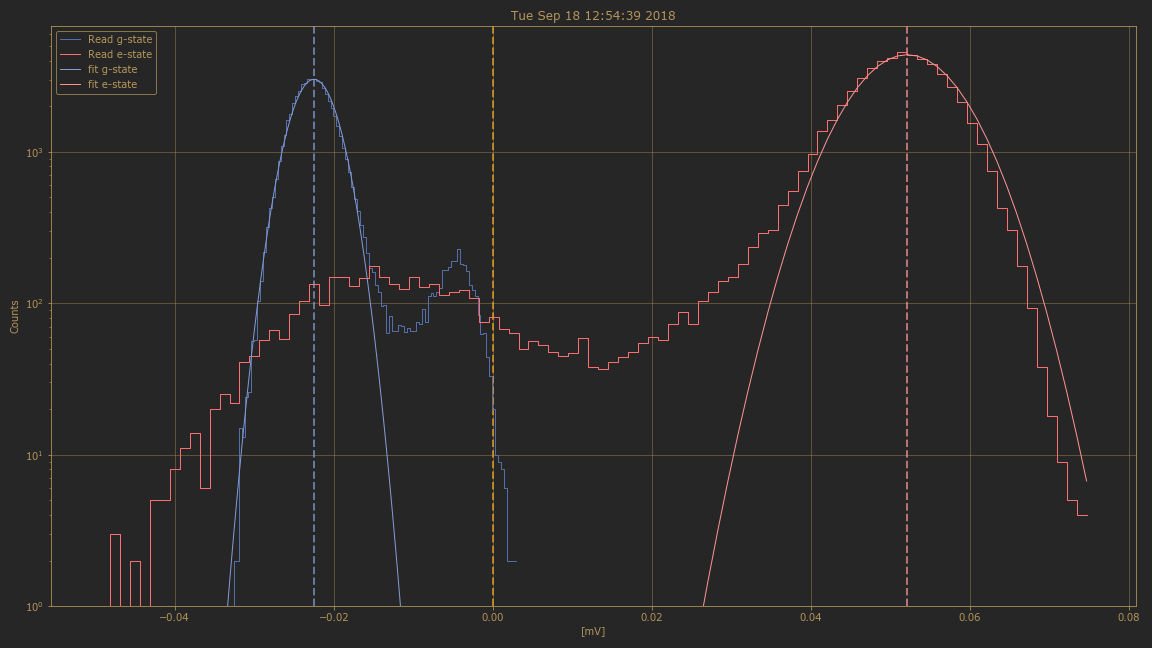 Tue Sep 18 12:54:39 2018
Read g-state
Read e-state
fit g-state
fit e-state
Counts
10³
10²
10¹
10⁰
−0.04
−0.02
0.00
0.02
0.04
0.06
0.08
[mV]